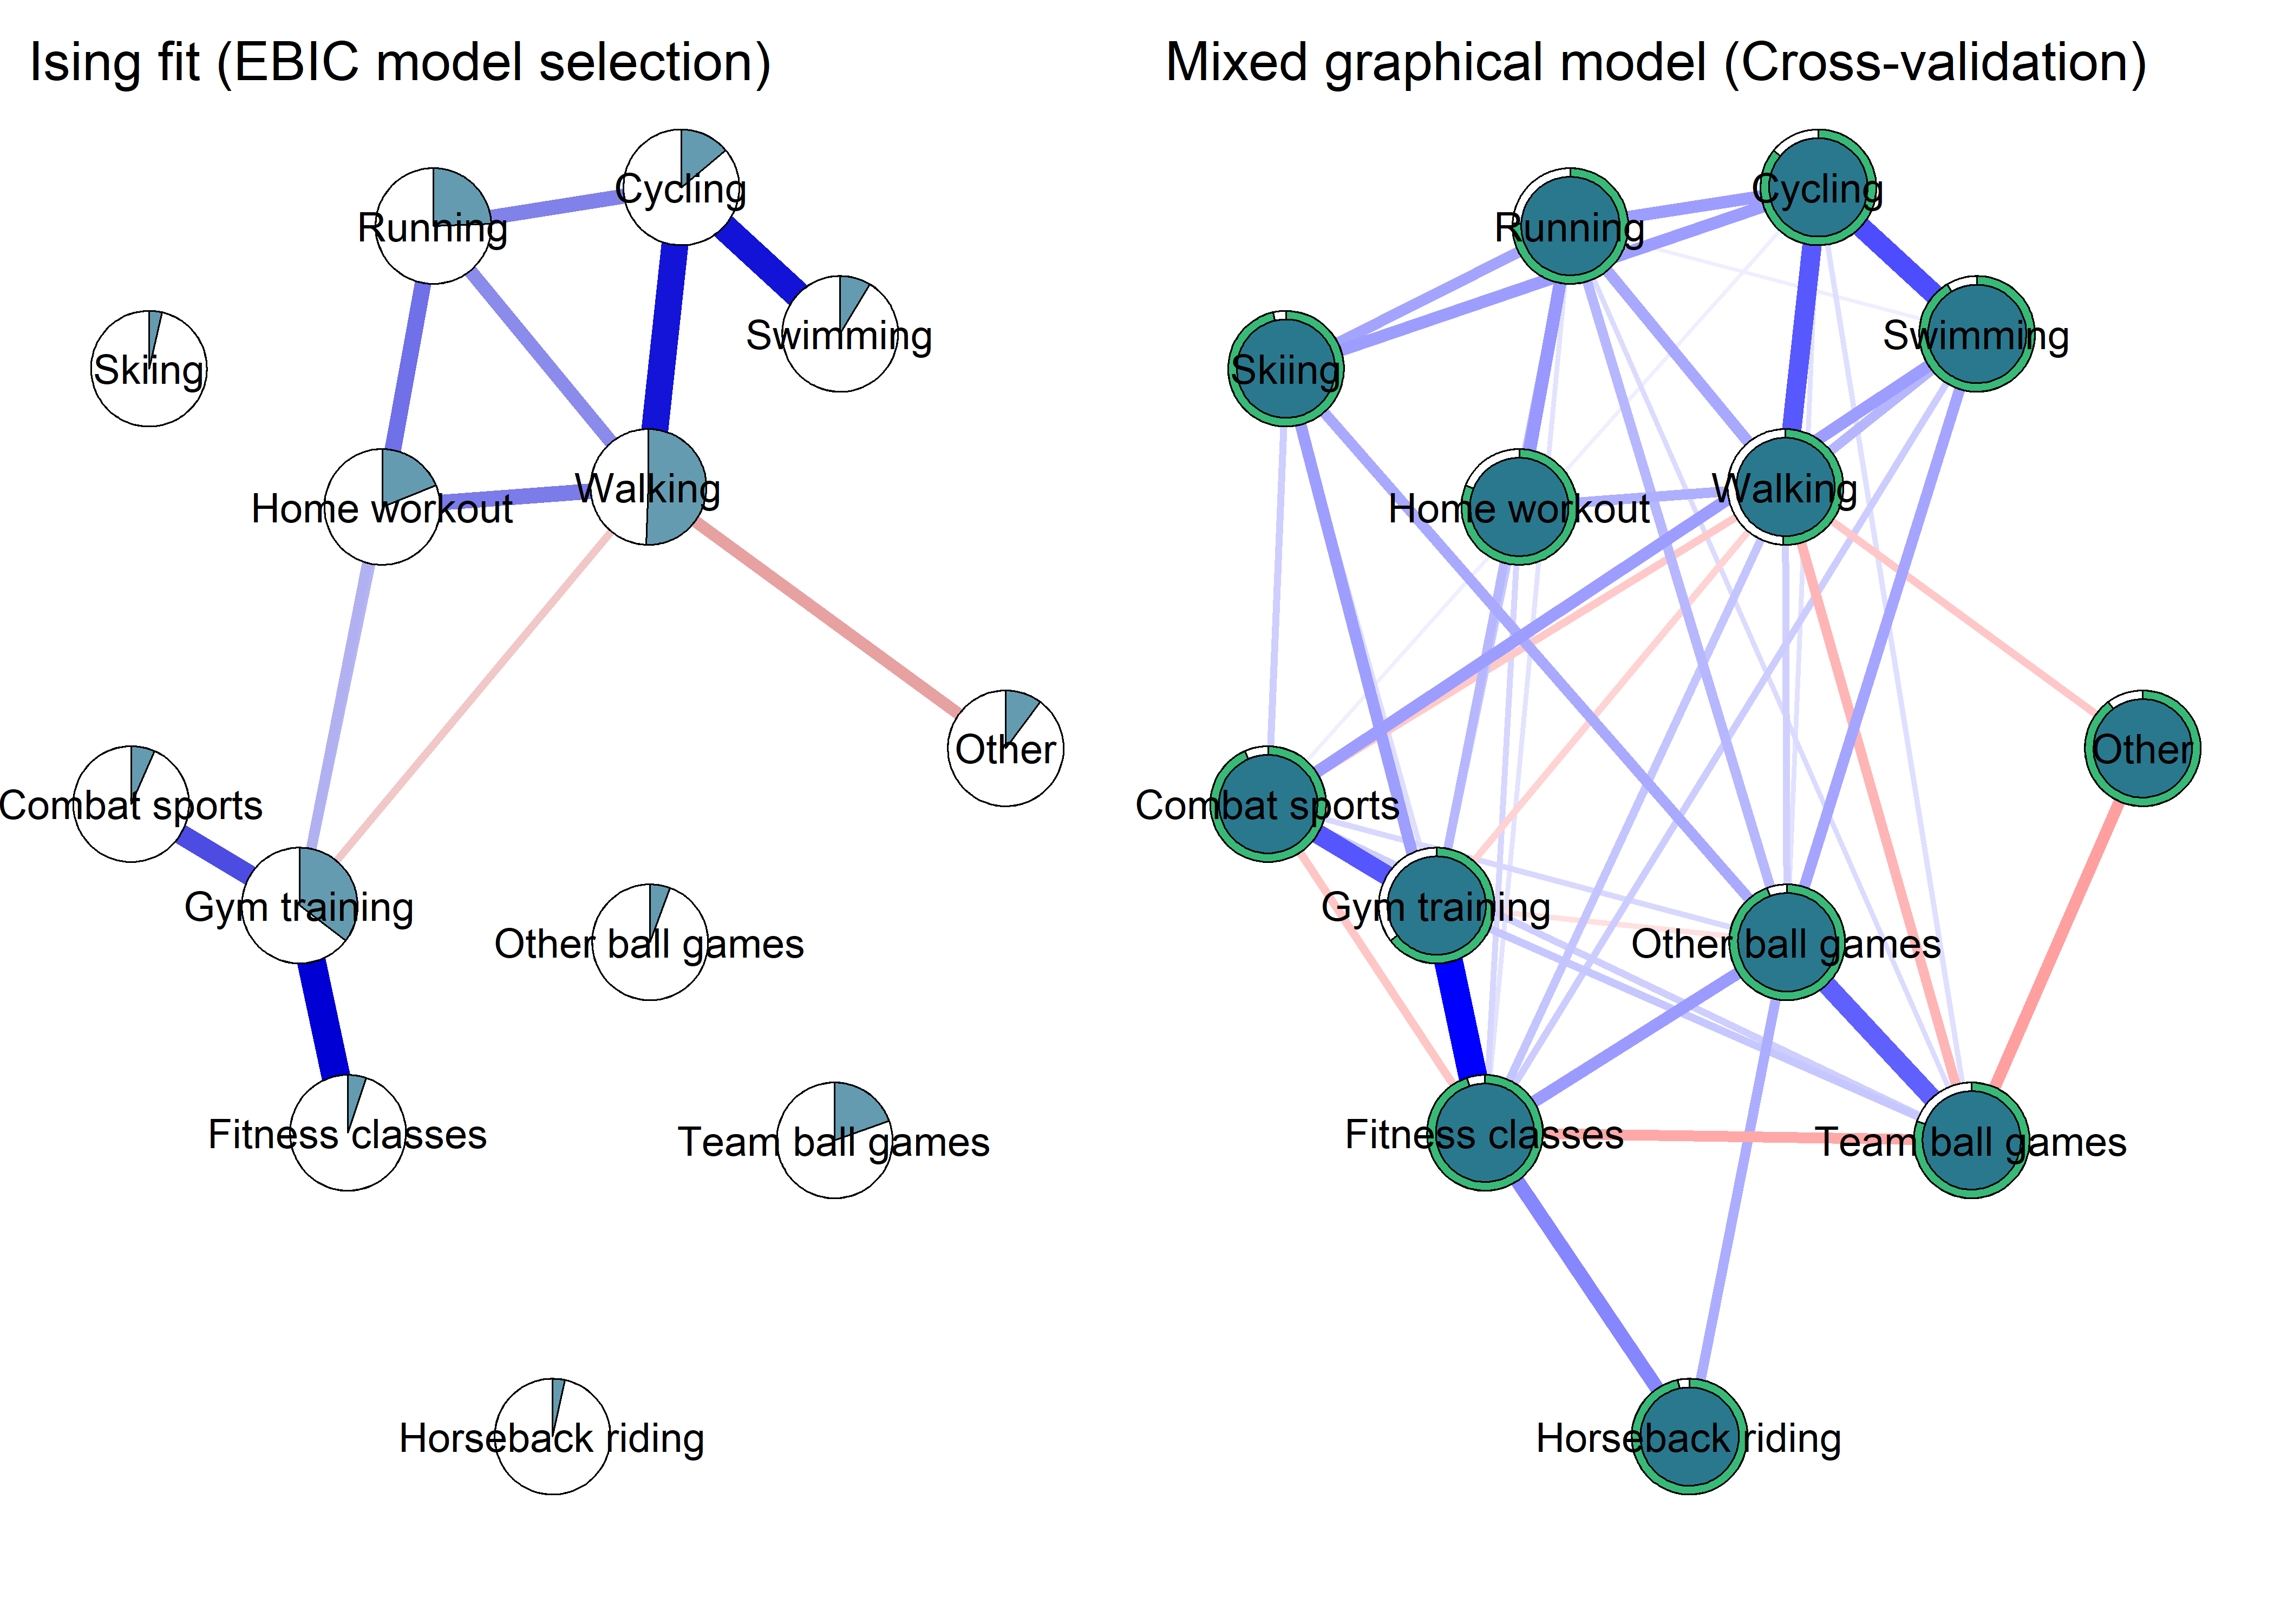 Ising fit (EBIC model selection)
Cycling
Running
Swimming
Skiing
Walking
Home workout
Other
Combat sports
Gym training
Other ball games
Fitness classes
Team ball games
Horseback riding
Mixed graphical model (Cross-validation)
Cycling
Running
Swimming
Skiing
Walking
Home workout
Other
Combat sports
Gym training
Other ball games
Fitness classes
Team ball games
Horseback riding